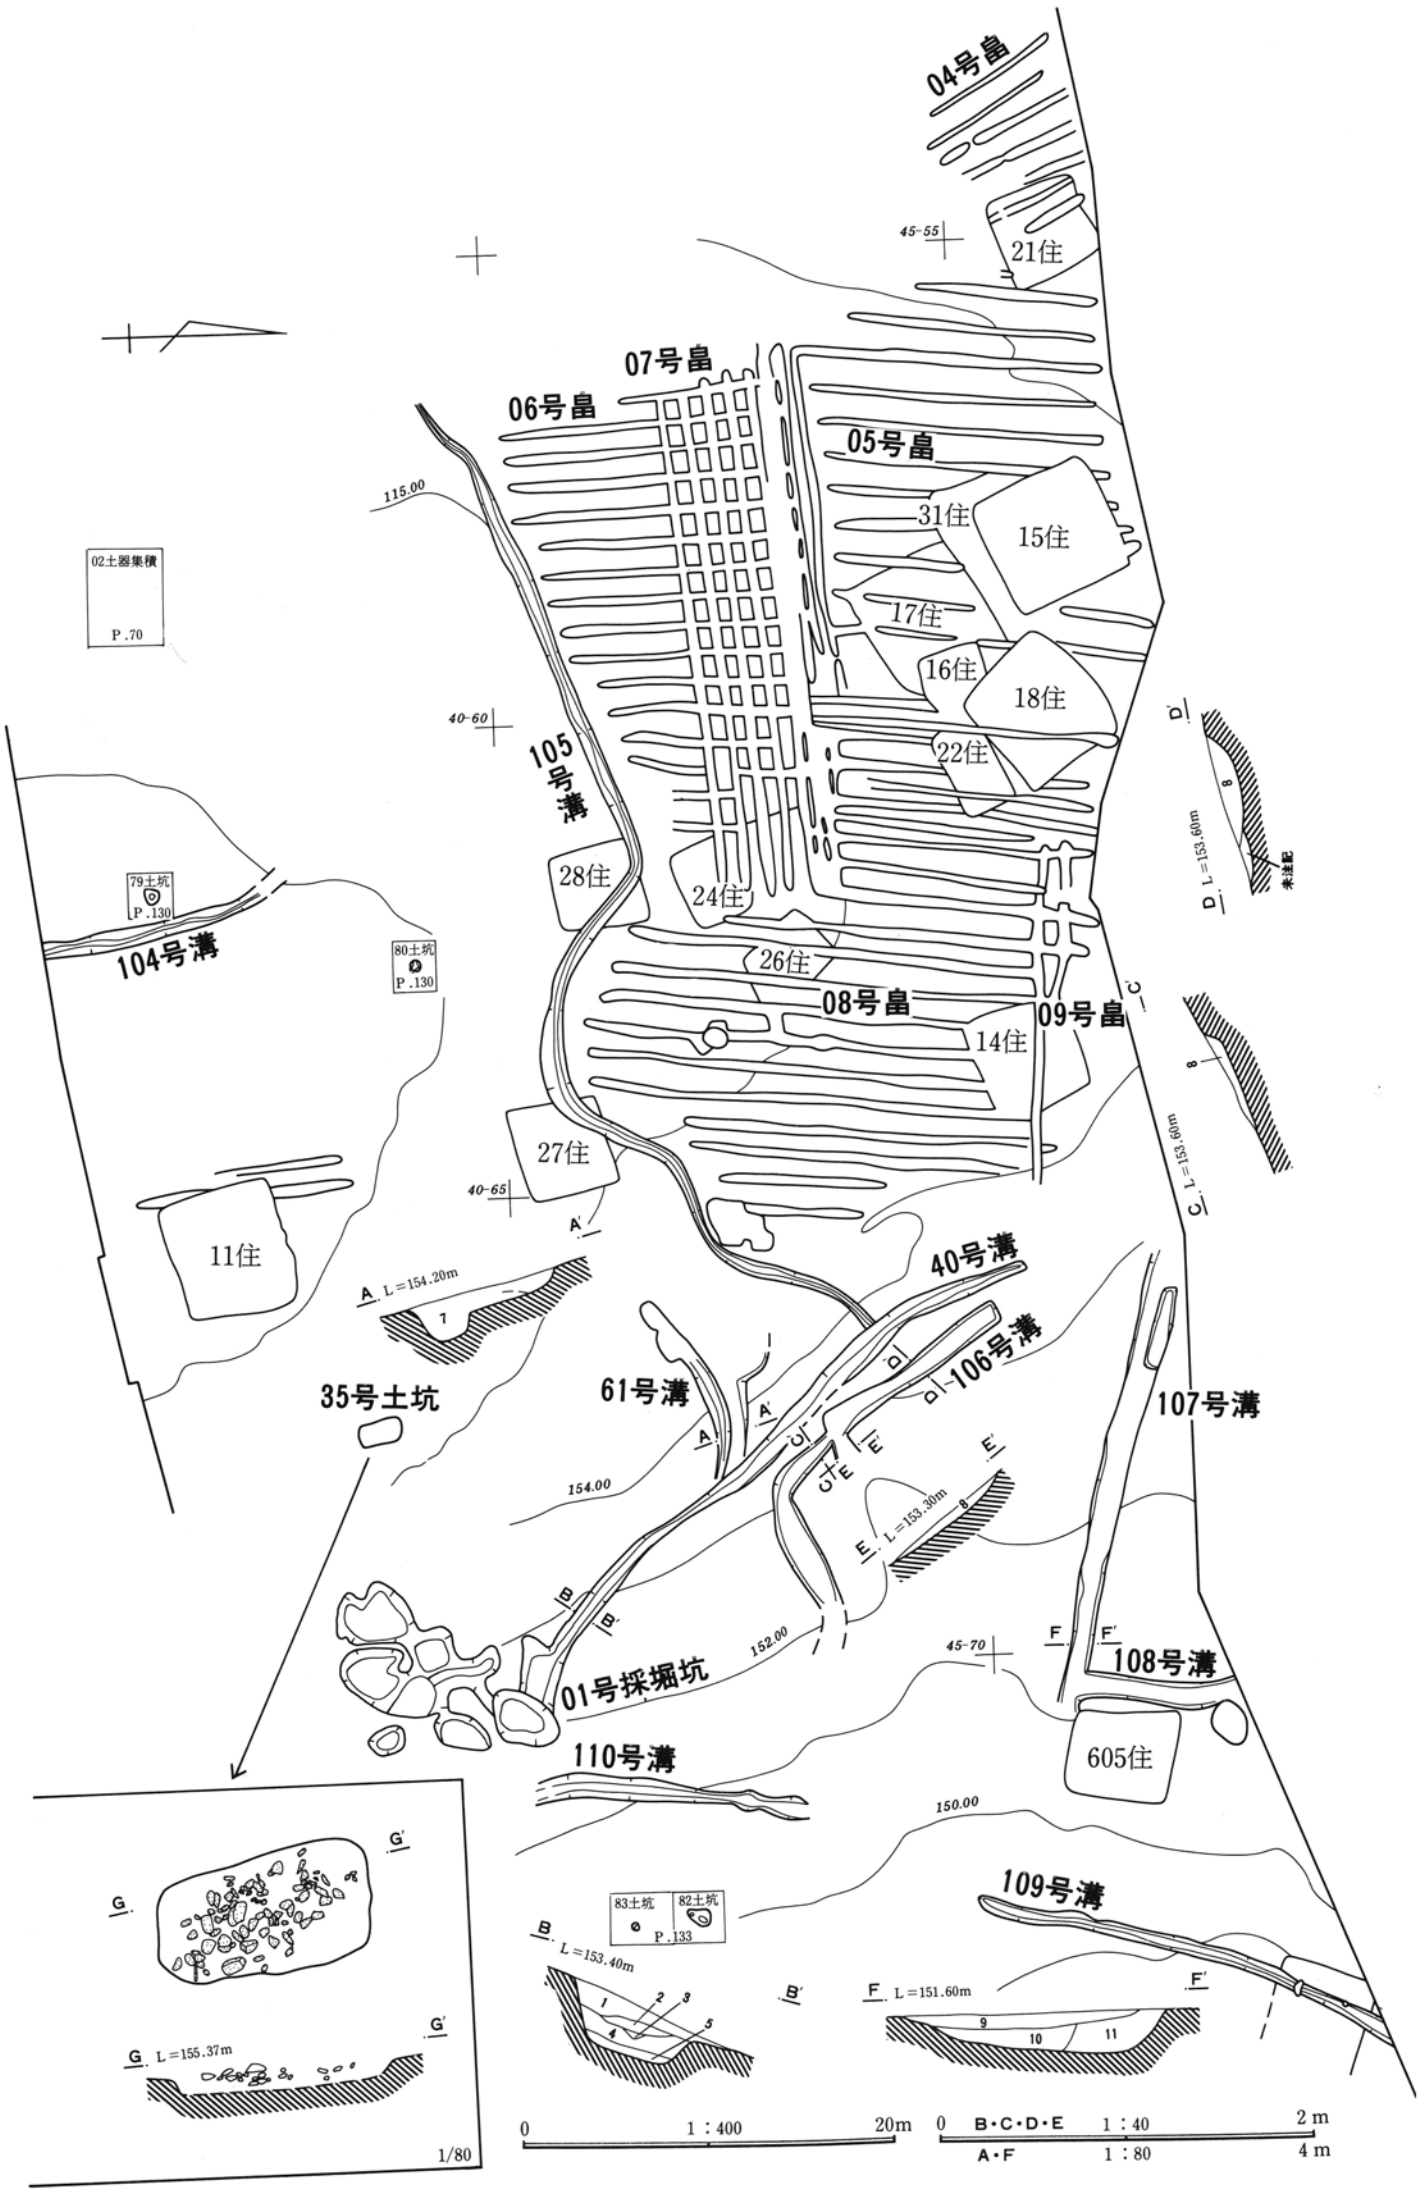 04号畠
45-55
21住
07号畠
06号畠
05号畠
115.00
31住
15住
02土器集積
P.70
17住
16住
18住
40-60
105号溝
22住
D'
8
D L=153.60m
未注記
28住
24住
79土坑
P.130
104号溝
80土坑
P.130
26住
08号畠
09号畠
C'
14住
8
C L=153.60m
27住
40-65
A'
11住
A L=154.20m
7
40号溝
106号溝
D'
D
35号土坑
61号溝
A'
A
C'
C
E'
E
107号溝
154.00
E'
E L=153.30m
8
B
B'
152.00
45-70
F
F'
108号溝
01号採堀坑
110号溝
605住
150.00
109号溝
G'
G
83土坑
82土坑
P.133
B L=153.40m
B'
1
2
3
4
5
F L=151.60m
F'
9
10
11
G'
G L=155.37m
1/80
0 1:400 20m
0 B・C・D・E 1:40 2m
A・F 1:80 4m